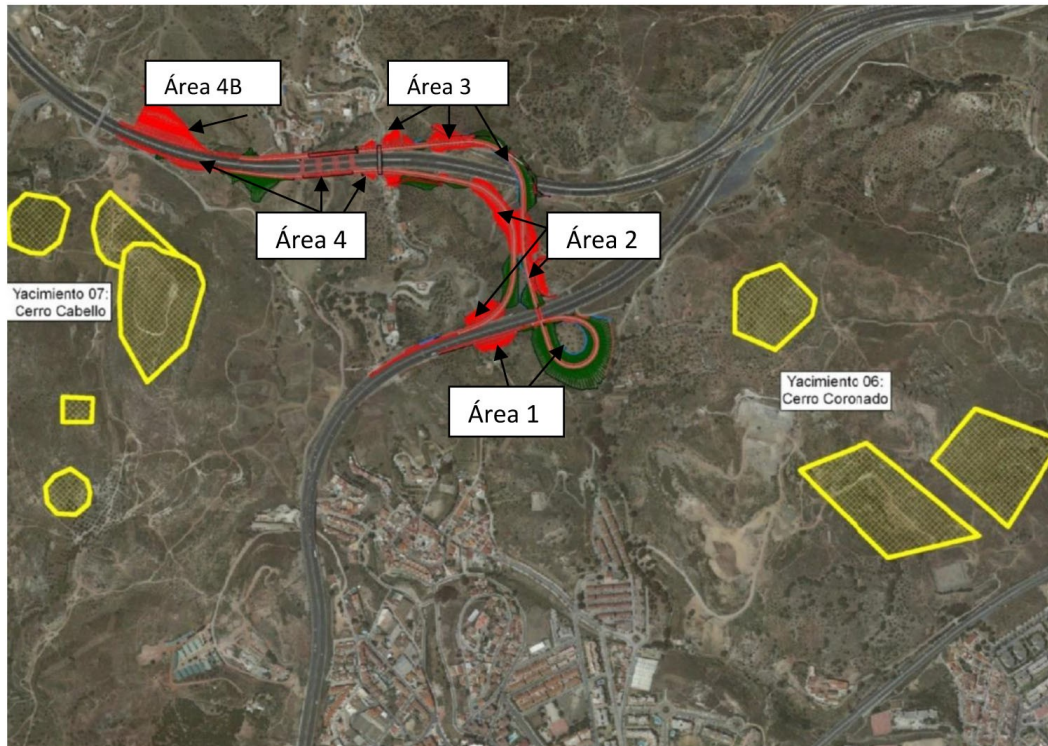 Área 4B
Área 3
Área 4
Área 2
Yacimiento 07:
Cerro Cabello
Yacimiento 06:
Cerro Coronado
Área 1